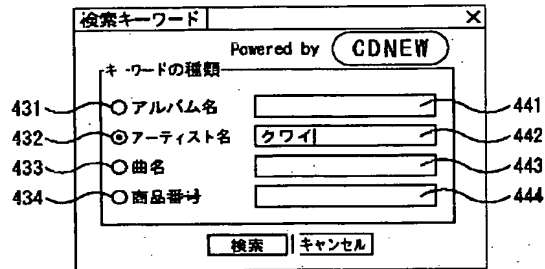 検索キーワード ×
Powered by CDNEW
キーワードの種類
431 アルバム名 441
432 アーティスト名 クワイ 442
433 曲名 443
434 商品番号 444
検索 キャンセル